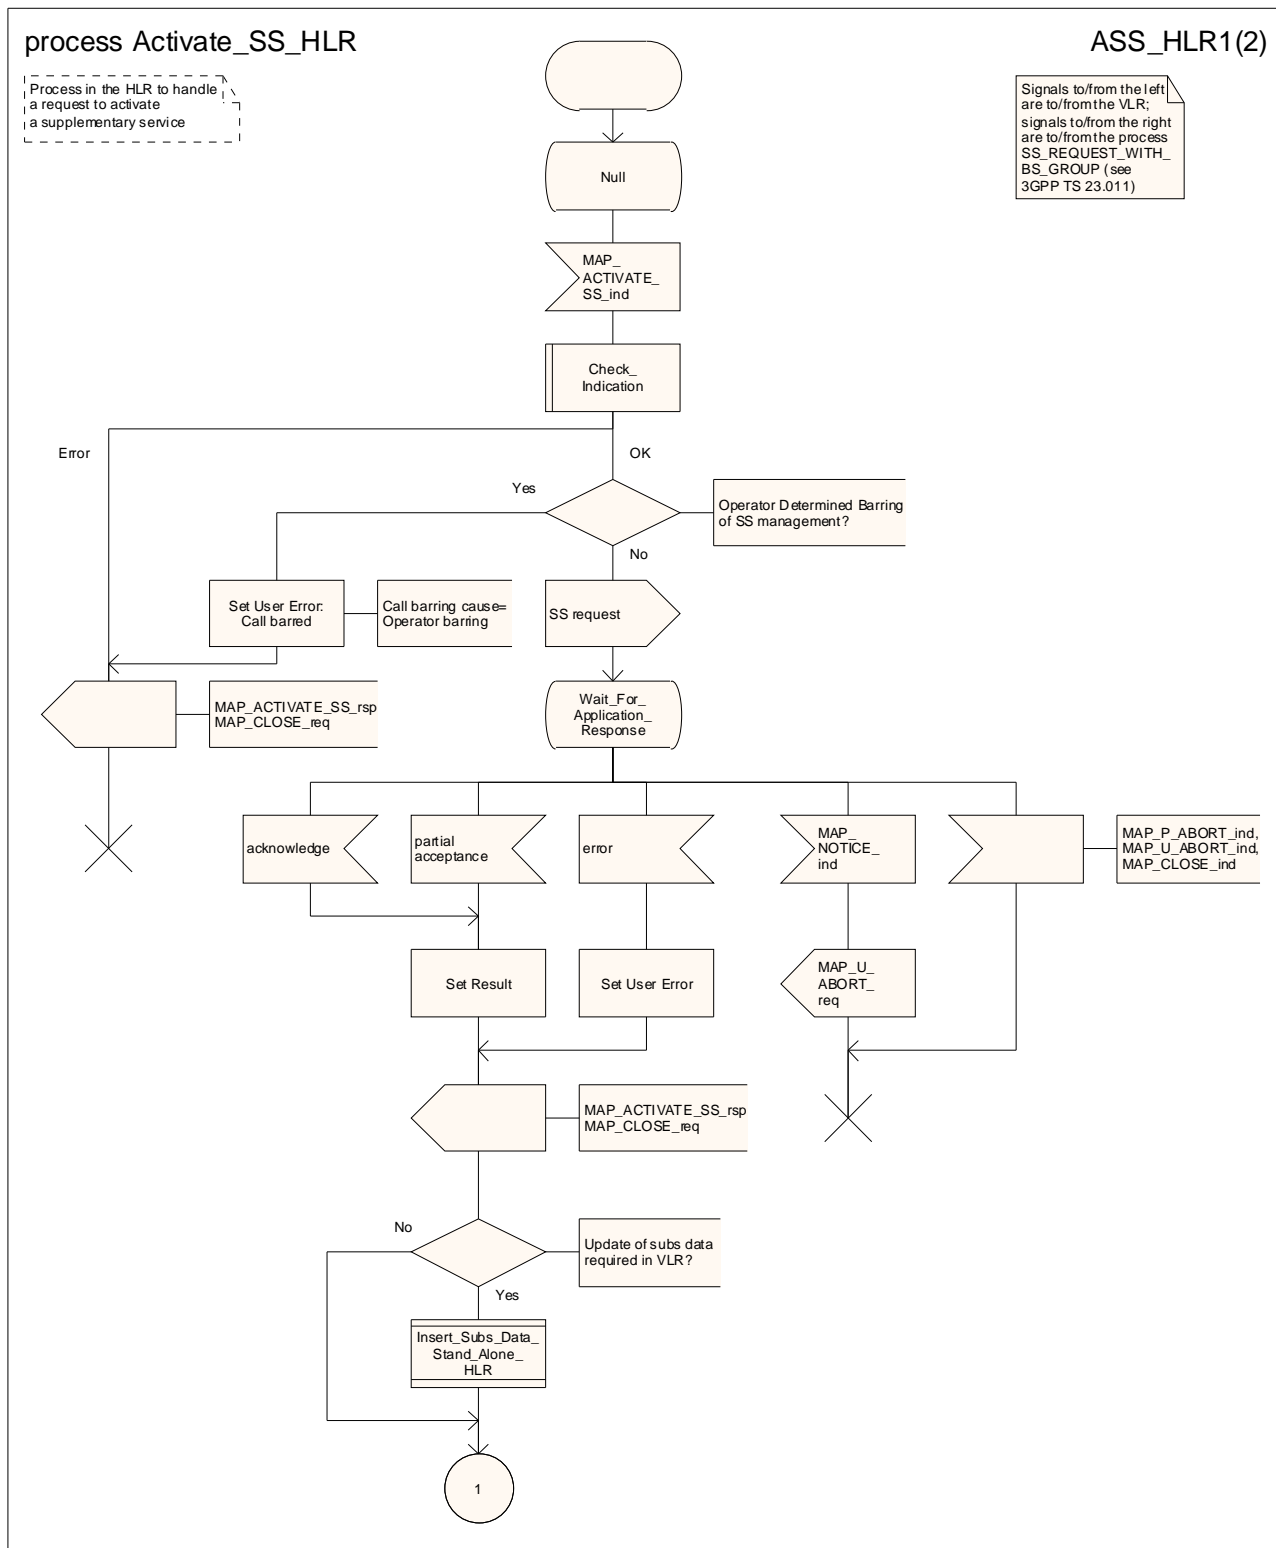 process Activate_SS_HLR
ASS_HLR1(2)
Process in the HLR to handle
a request to activate
a supplementary service
Signals to/from the left
are to/from the VLR;
signals to/from the right
are to/from the process
SS_REQUEST_WITH_
BS_GROUP (see
3GPP TS 23.011)
Null
MAP_
ACTIVATE_
SS_ind
Check_
Indication
Error
OK
Yes
Operator Determined Barring
of SS management?
No
Set User Error:
Call barred
Call barring cause=
Operator barring
SS request
MAP_ACTIVATE_SS_rsp
MAP_CLOSE_req
Wait_For_
Application_
Response
acknowledge
partial
acceptance
error
MAP_
NOTICE_
ind
MAP_P_ABORT_ind,
MAP_U_ABORT_ind,
MAP_CLOSE_ind
Set Result
Set User Error
MAP_U_
ABORT_
req
MAP_ACTIVATE_SS_rsp
MAP_CLOSE_req
No
Update of subs data
required in VLR?
Yes
Insert_Subs_Data_
Stand_Alone_
HLR
1